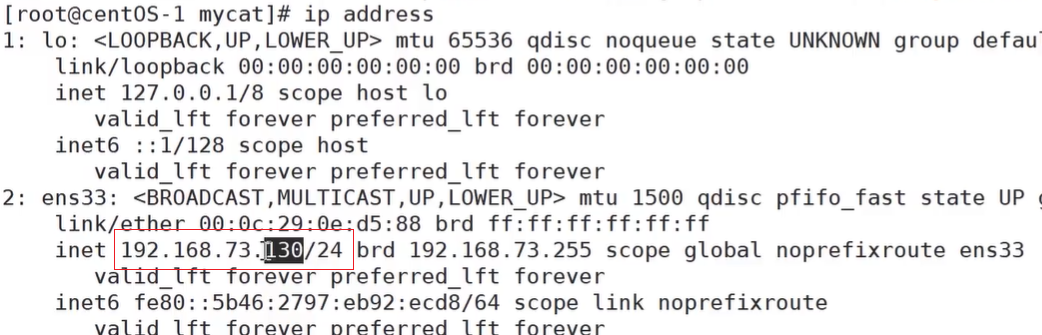 [root@centOS-1 mycat]# ip address
1: lo: <LOOPBACK,UP,LOWER_UP> mtu 65536 qdisc noqueue state UNKNOWN group defau
link/loopback 00:00:00:00:00:00 brd 00:00:00:00:00:00
inet 127.0.0.1/8 scope host lo
valid_lft forever preferred_lft forever
inet6 ::1/128 scope host
valid_lft forever preferred_lft forever
2: ens33: <BROADCAST,MULTICAST,UP,LOWER_UP> mtu 1500 qdisc pfifo_fast state UP g
link/ether 00:0c:29:0e:d5:88 brd ff:ff:ff:ff:ff:ff
inet 192.168.73.130/24 brd 192.168.73.255 scope global noprefixroute ens33
valid_lft forever preferred_lft forever
inet6 fe80::5b46:2797:eb92:ecd8/64 scope link noprefixroute
valid_lft forever preferred_lft forever